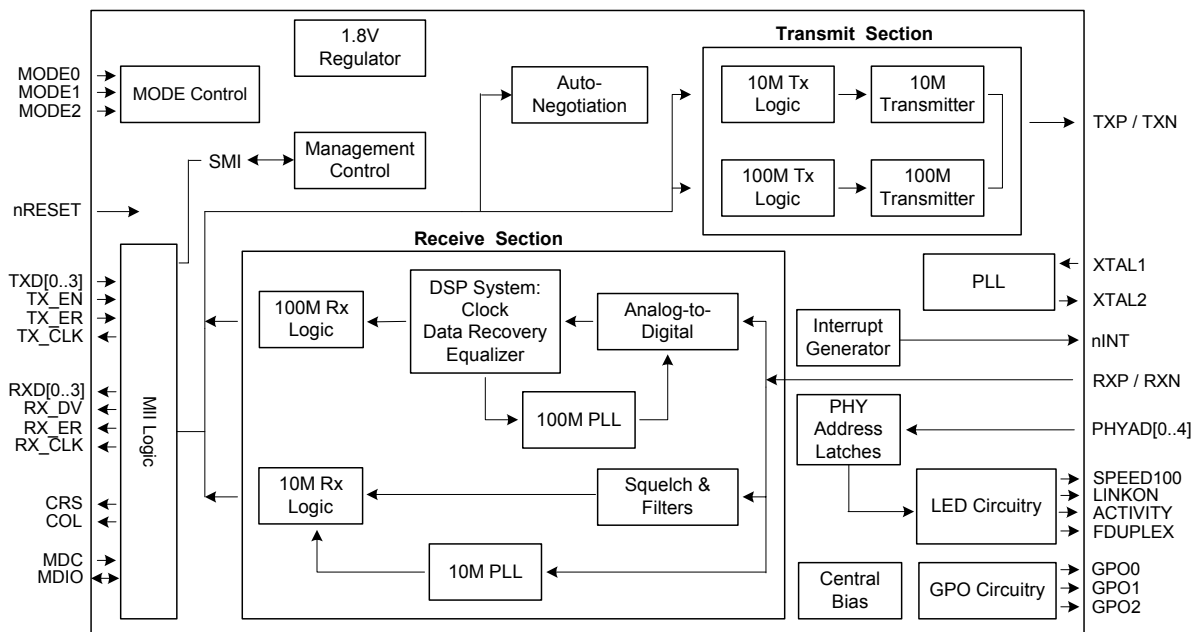 1.8V
Regulator
Transmit Section
MODE0
MODE1
MODE2
MODE Control
Auto-
Negotiation
10M Tx
Logic
10M
Transmitter
TXP / TXN
SMI
Management
Control
100M Tx
Logic
100M
Transmitter
nRESET
Receive Section
MII Logic
TXD[0..3]
TX_EN
TX_ER
TX_CLK
RXD[0..3]
RX_DV
RX_ER
RX_CLK
CRS
COL
MDC
MDIO
100M Rx
Logic
DSP System:
Clock
Data Recovery
Equalizer
Analog-to-
Digital
100M PLL
10M Rx
Logic
Squelch &
Filters
10M PLL
PLL
XTAL1
XTAL2
Interrupt
Generator
nINT
RXP / RXN
PHY
Address
Latches
PHYAD[0..4]
LED Circuitry
SPEED100
LINKON
ACTIVITY
FDUPLEX
Central
Bias
GPO Circuitry
GPO0
GPO1
GPO2